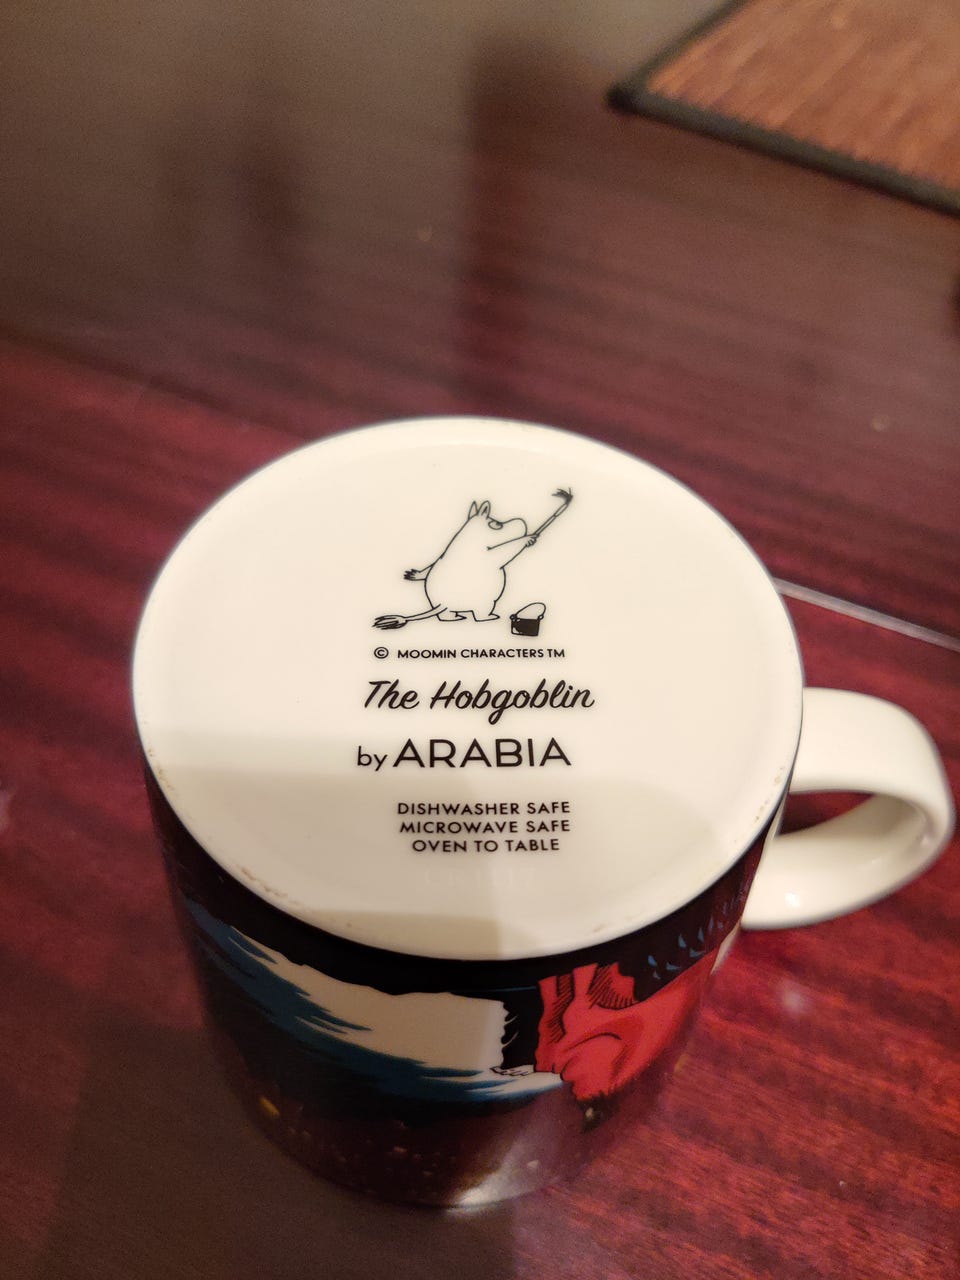 © MOOMIN CHARACTERS TM
The Hobgoblin
by ARABIA
DISHWASHER SAFE
MICROWAVE SAFE
OVEN TO TABLE